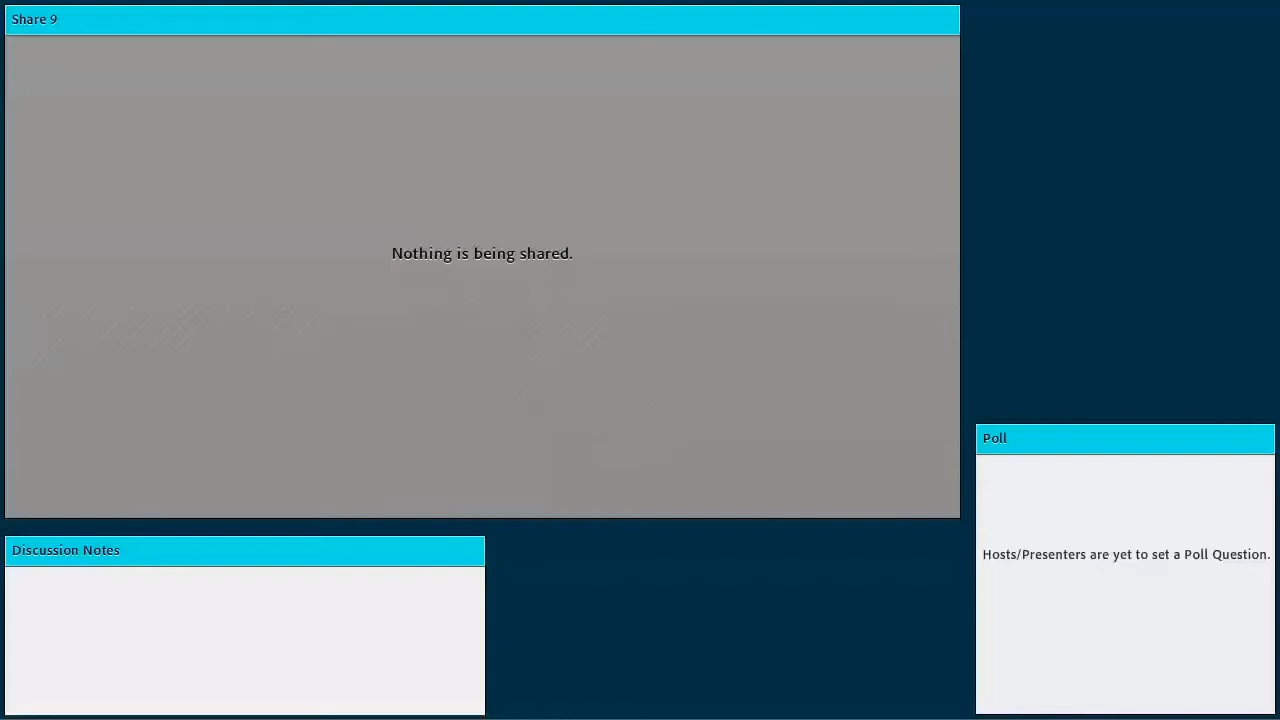 Share 9
Nothing is being shared.
Poll
Hosts/Presenters are yet to set a Poll Question.
Discussion Notes